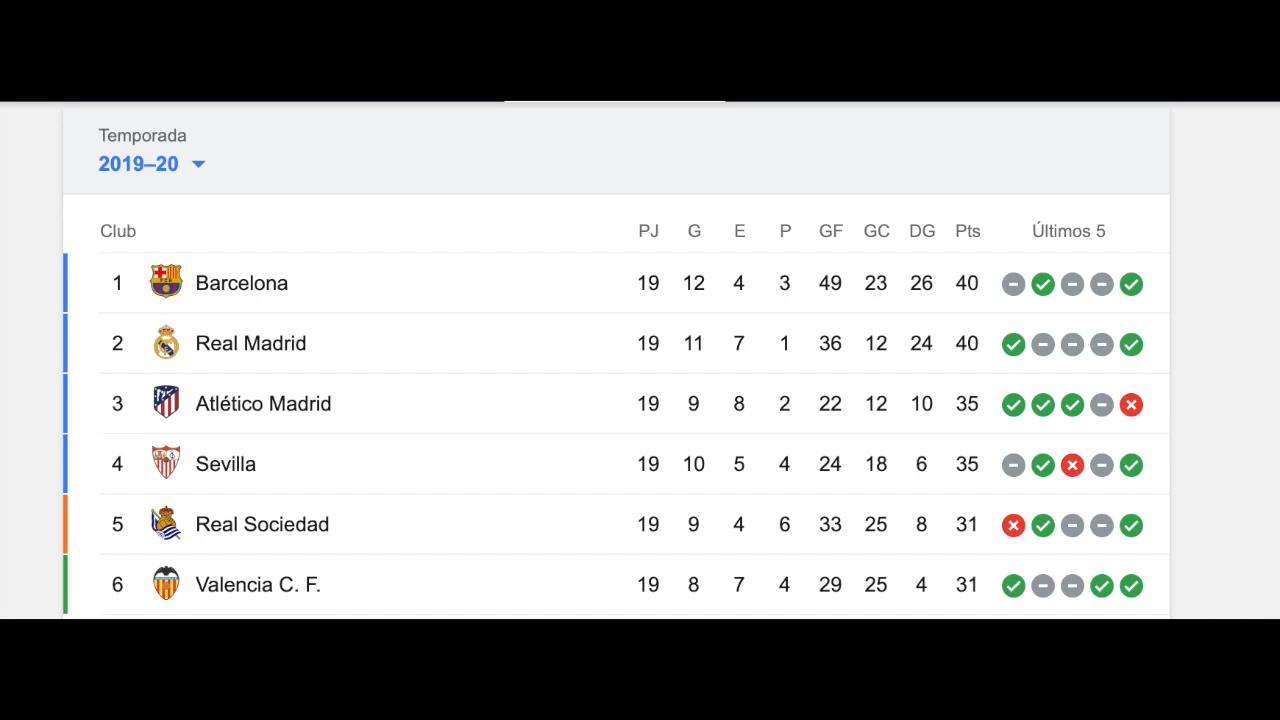 Temporada
2019–20
Club PJ G E P GF GC DG Pts Últimos 5
1 Barcelona 19 12 4 3 49 23 26 40
2 Real Madrid 19 11 7 1 36 12 24 40
3 Atlético Madrid 19 9 8 2 22 12 10 35
4 Sevilla 19 10 5 4 24 18 6 35
5 Real Sociedad 19 9 4 6 33 25 8 31
6 Valencia C. F. 19 8 7 4 29 25 4 31